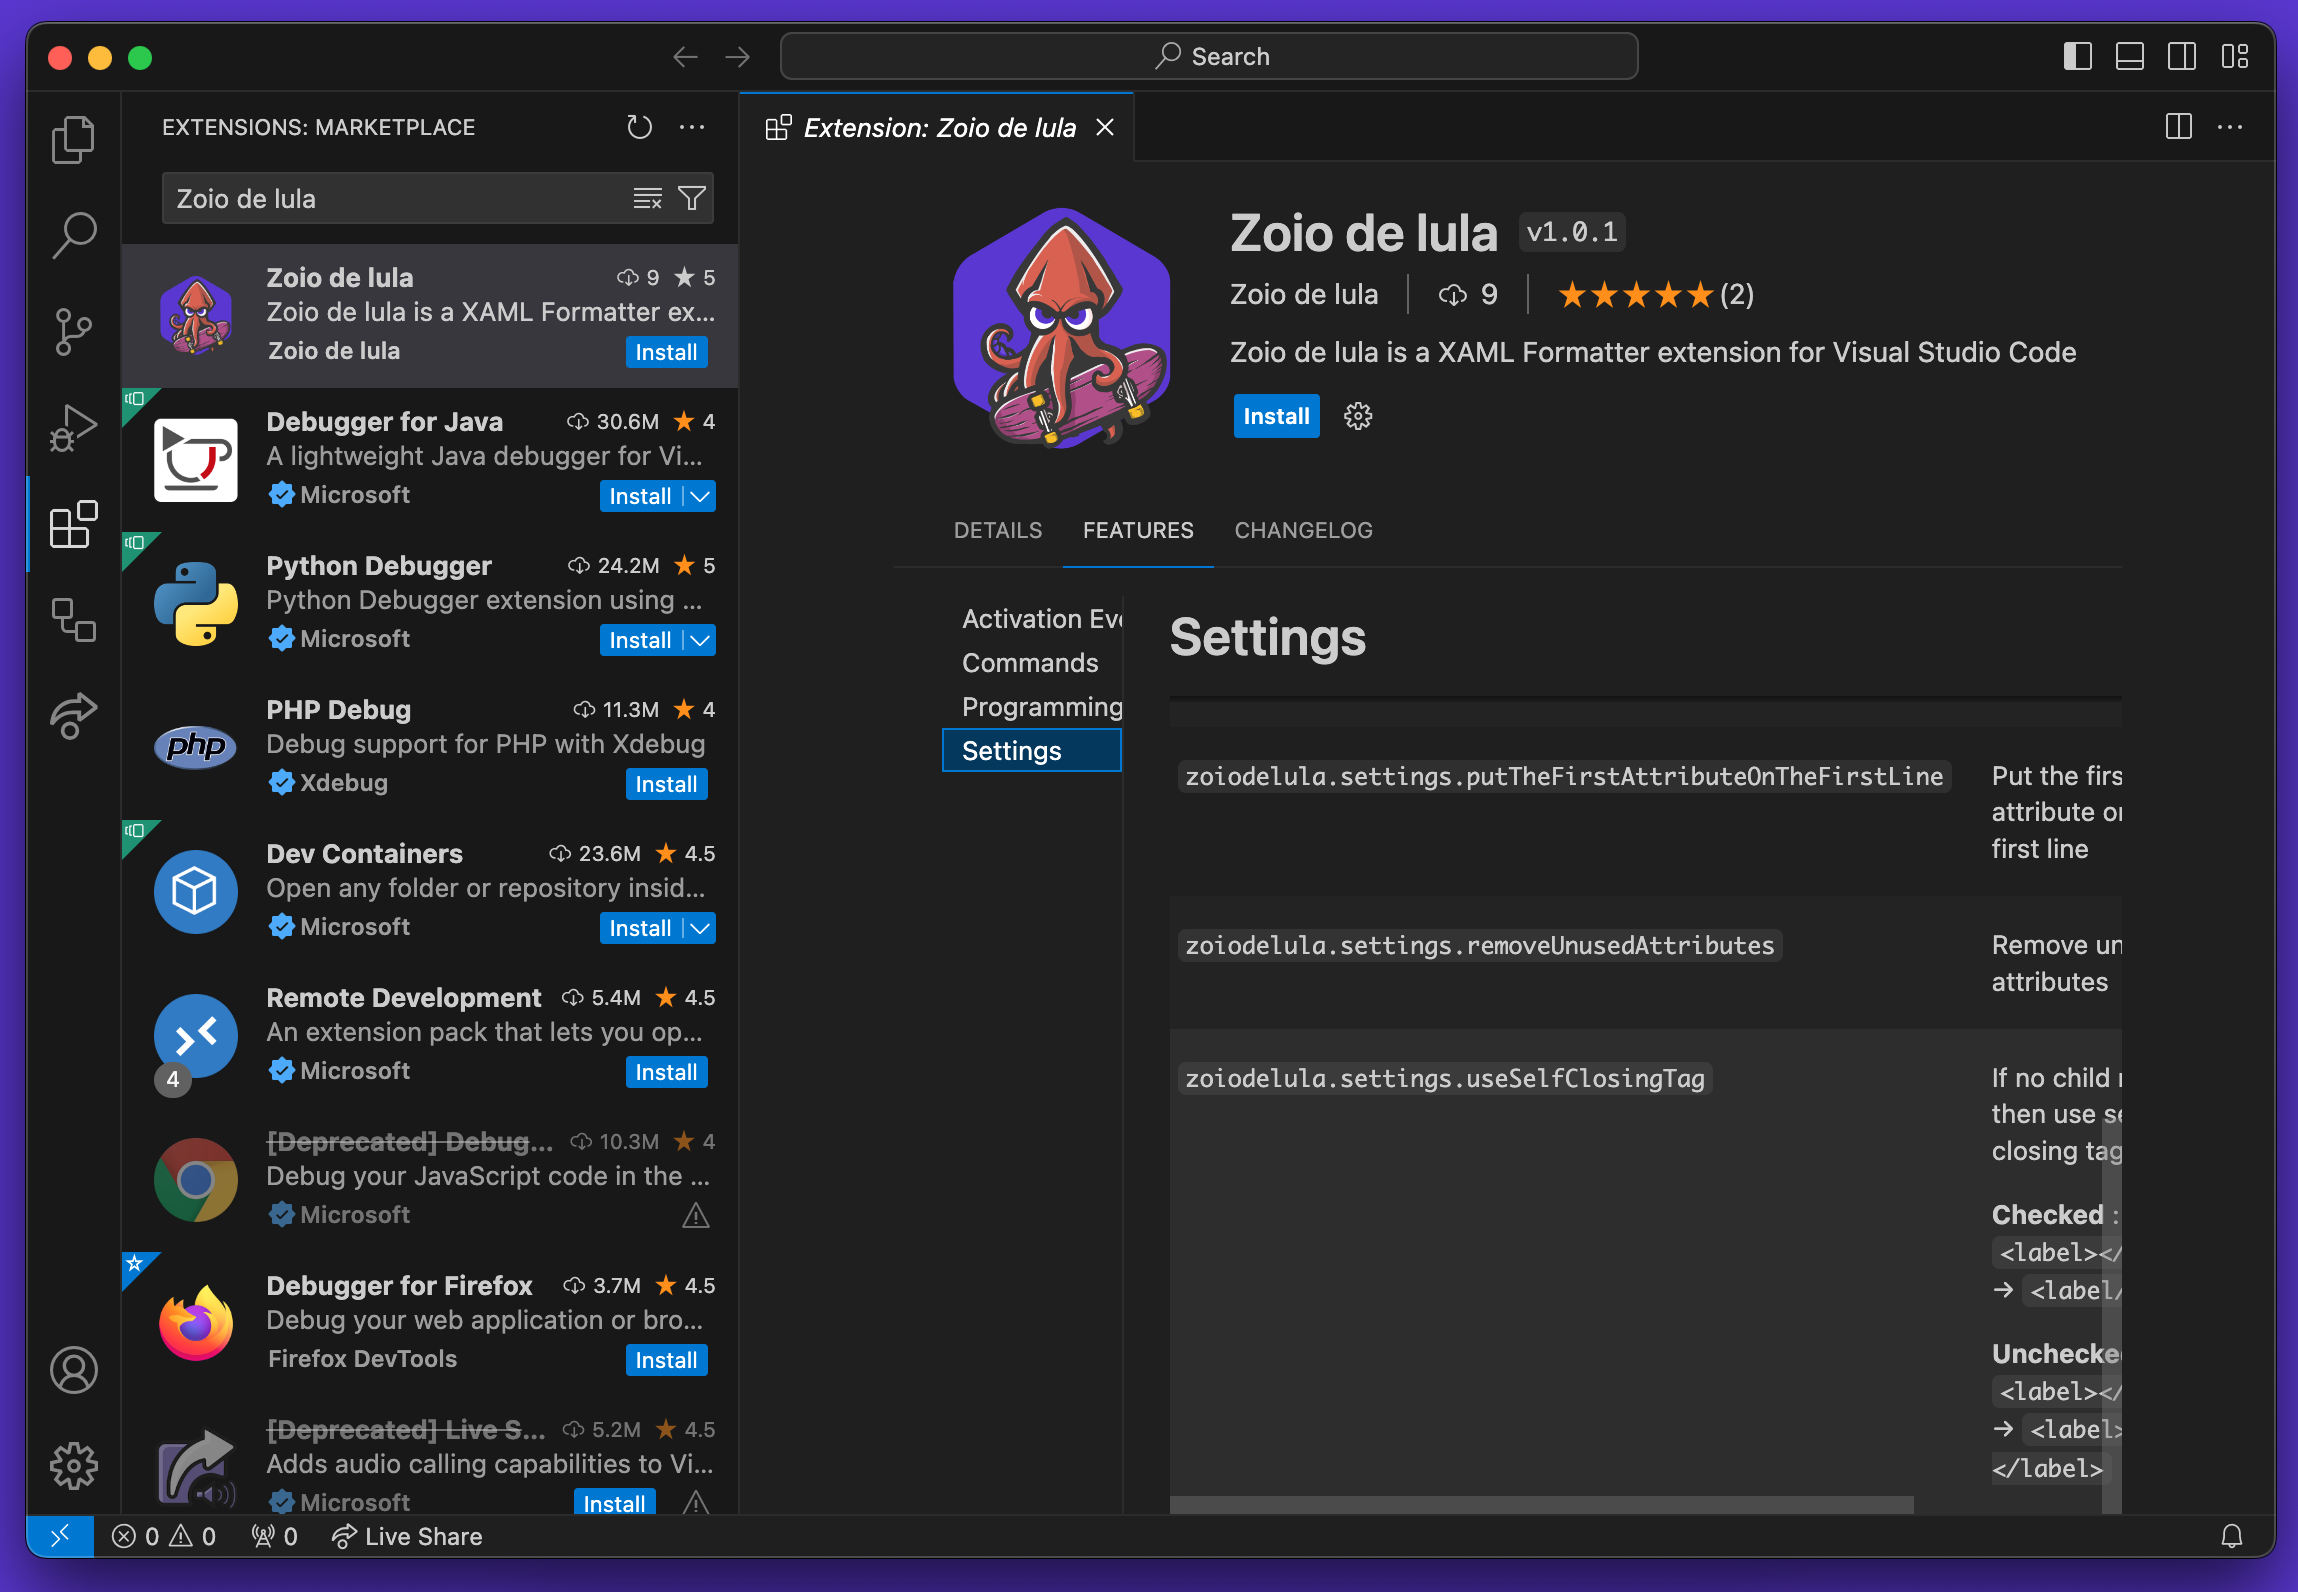 Search
EXTENSIONS: MARKETPLACE
Zoio de lula
Zoio de lula 9 5
Zoio de lula is a XAML Formatter ex...
Zoio de lula Install
Debugger for Java 30.6M 4
A lightweight Java debugger for Vi...
Microsoft Install
Python Debugger 24.2M 5
Python Debugger extension using ...
Microsoft Install
php
PHP Debug 11.3M 4
Debug support for PHP with Xdebug
Xdebug Install
Dev Containers 23.6M 4.5
Open any folder or repository insid...
Microsoft Install
Remote Development 5.4M 4.5
An extension pack that lets you op...
4
Microsoft Install
[Deprecated] Debug... 10.3M 4
Debug your JavaScript code in the ...
Microsoft
Debugger for Firefox 3.7M 4.5
Debug your web application or bro...
Firefox DevTools Install
[Deprecated] Live S... 5.2M 4.5
Adds audio calling capabilities to Vi...
Microsoft Install
Extension: Zoio de lula
Zoio de lula v1.0.1
Zoio de lula 9 (2)
Zoio de lula is a XAML Formatter extension for Visual Studio Code
Install
DETAILS FEATURES CHANGELOG
Activation Eve
Commands
Programming
Settings
Settings
zoiodelula.settings.putTheFirstAttributeOnTheFirstLine
Put the firs
attribute or
first line
zoiodelula.settings.removeUnusedAttributes
Remove un
attributes
zoiodelula.settings.useSelfClosingTag
If no child
then use se
closing tag
Checked :
<label></
→ <label/
Unchecked
<label></
→ <label>
</label>
0 0 0 Live Share